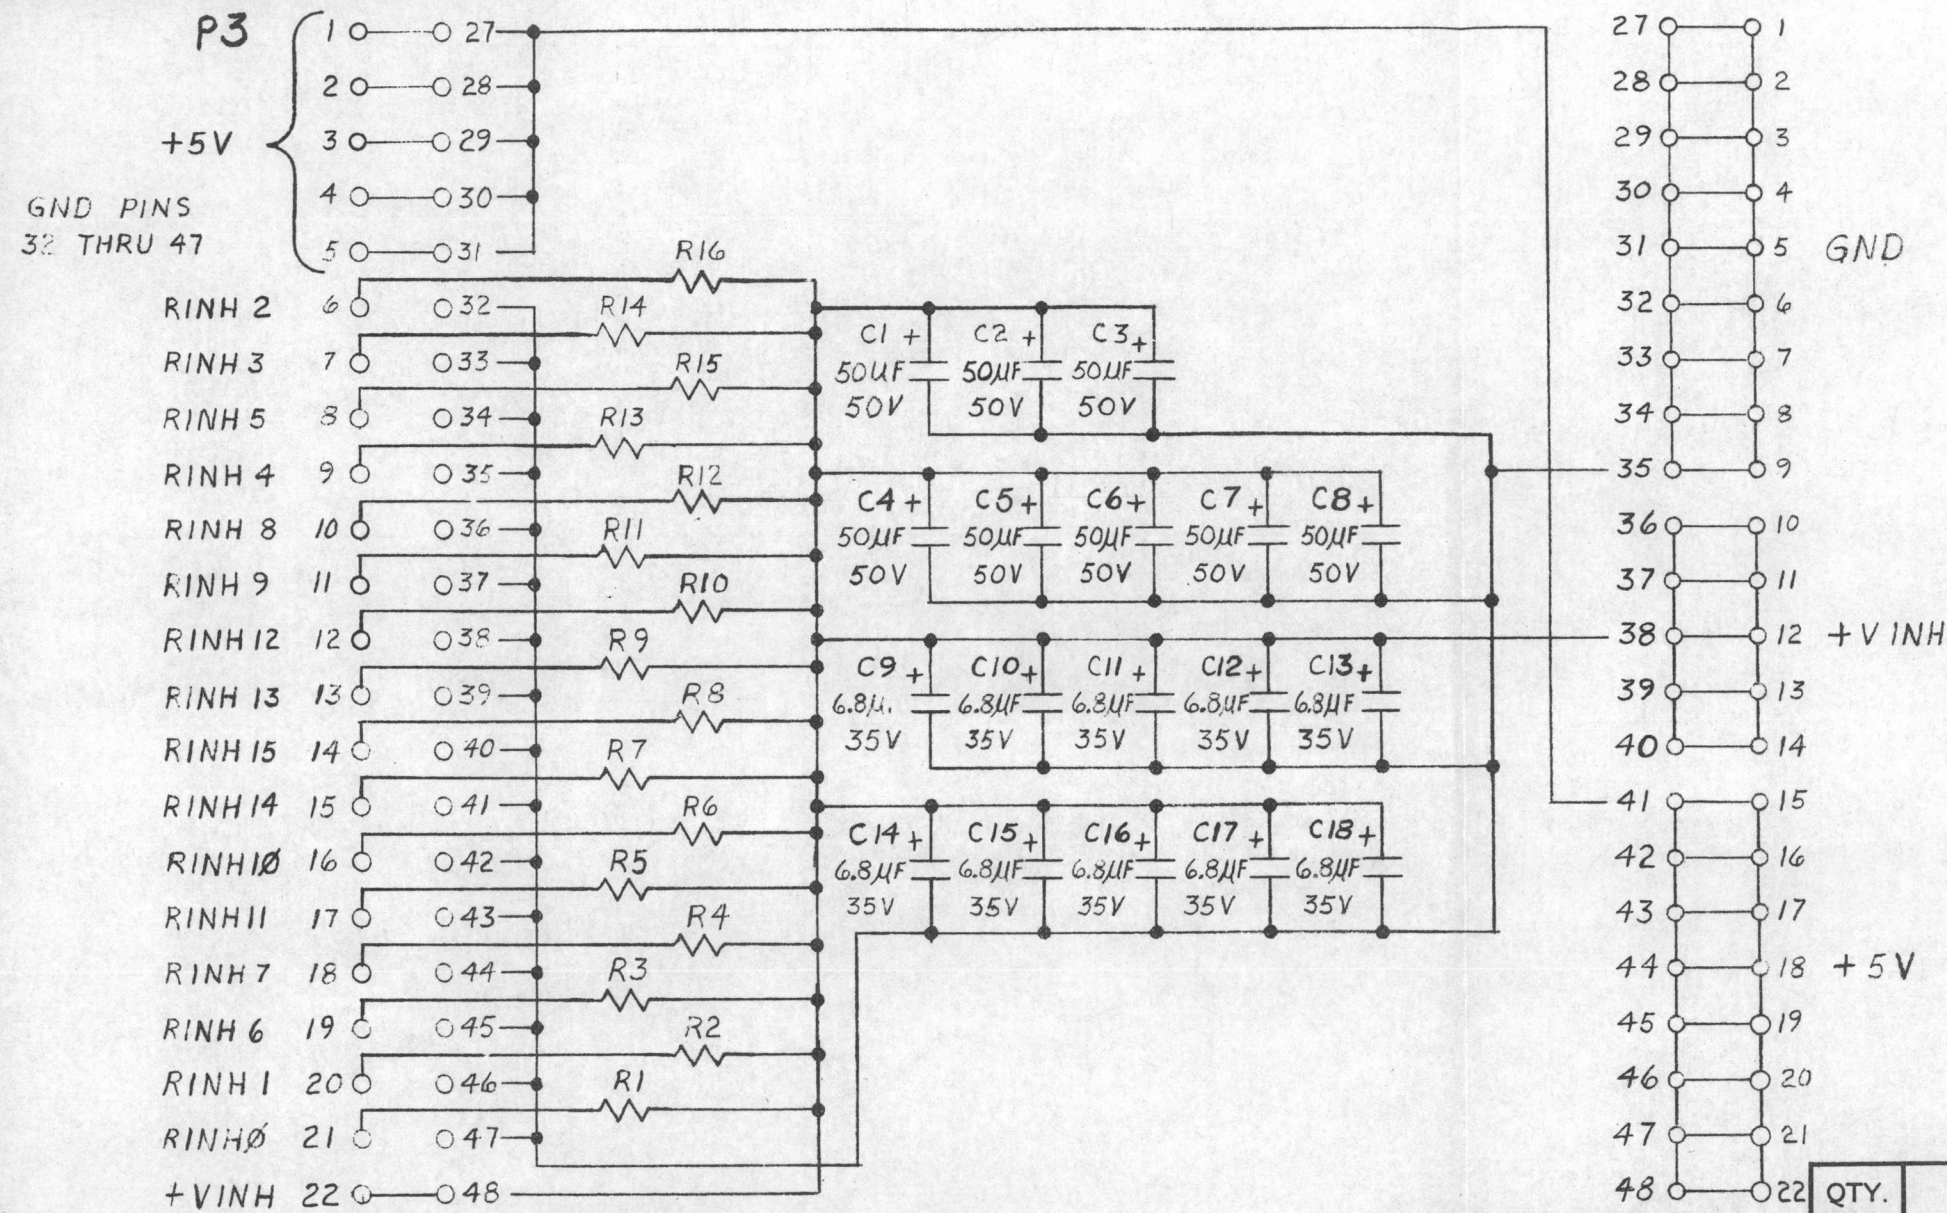 P3
1 27
2 28
+5V 3 29
4 30
GND PINS
32 THRU 47
5 31
R16
RINH 2 6 32
R14
RINH 3 7 33
R15
RINH 5 8 34
R13
RINH 4 9 35
R12
RINH 8 10 36
R11
RINH 9 11 37
R10
RINH 12 12 38
R9
RINH 13 13 39
R8
RINH 15 14 40
R7
RINH 14 15 41
R6
RINH 1Ø 16 42
R5
RINH 11 17 43
R4
RINH 7 18 44
R3
RINH 6 19 45
R2
RINH 1 20 46
R1
RINHØ 21 47
+VINH 22 48
C1 + C2 + C3 +
50UF 50µF 50µF
50V 50V 50V
C4 + C5 + C6 + C7 + C8 +
50µF 50µF 50µF 50µF 50µF
50V 50V 50V 50V 50V
C9 + C10 + C11 + C12 + C13 +
6.8µ. 6.8µF 6.8µF 6.8µF 6.8µF
35V 35V 35V 35V 35V
C14 + C15 + C16 + C17 + C18 +
6.8µF 6.8µF 6.8µF 6.8µF 6.8µF
35V 35V 35V 35V 35V
27 1
28 2
29 3
30 4
31 5 GND
32 6
33 7
34 8
35 9
36 10
37 11
38 12 +V INH
39 13
40 14
41 15
42 16
43 17
44 18 +5V
45 19
46 20
47 21
48 22
QTY.